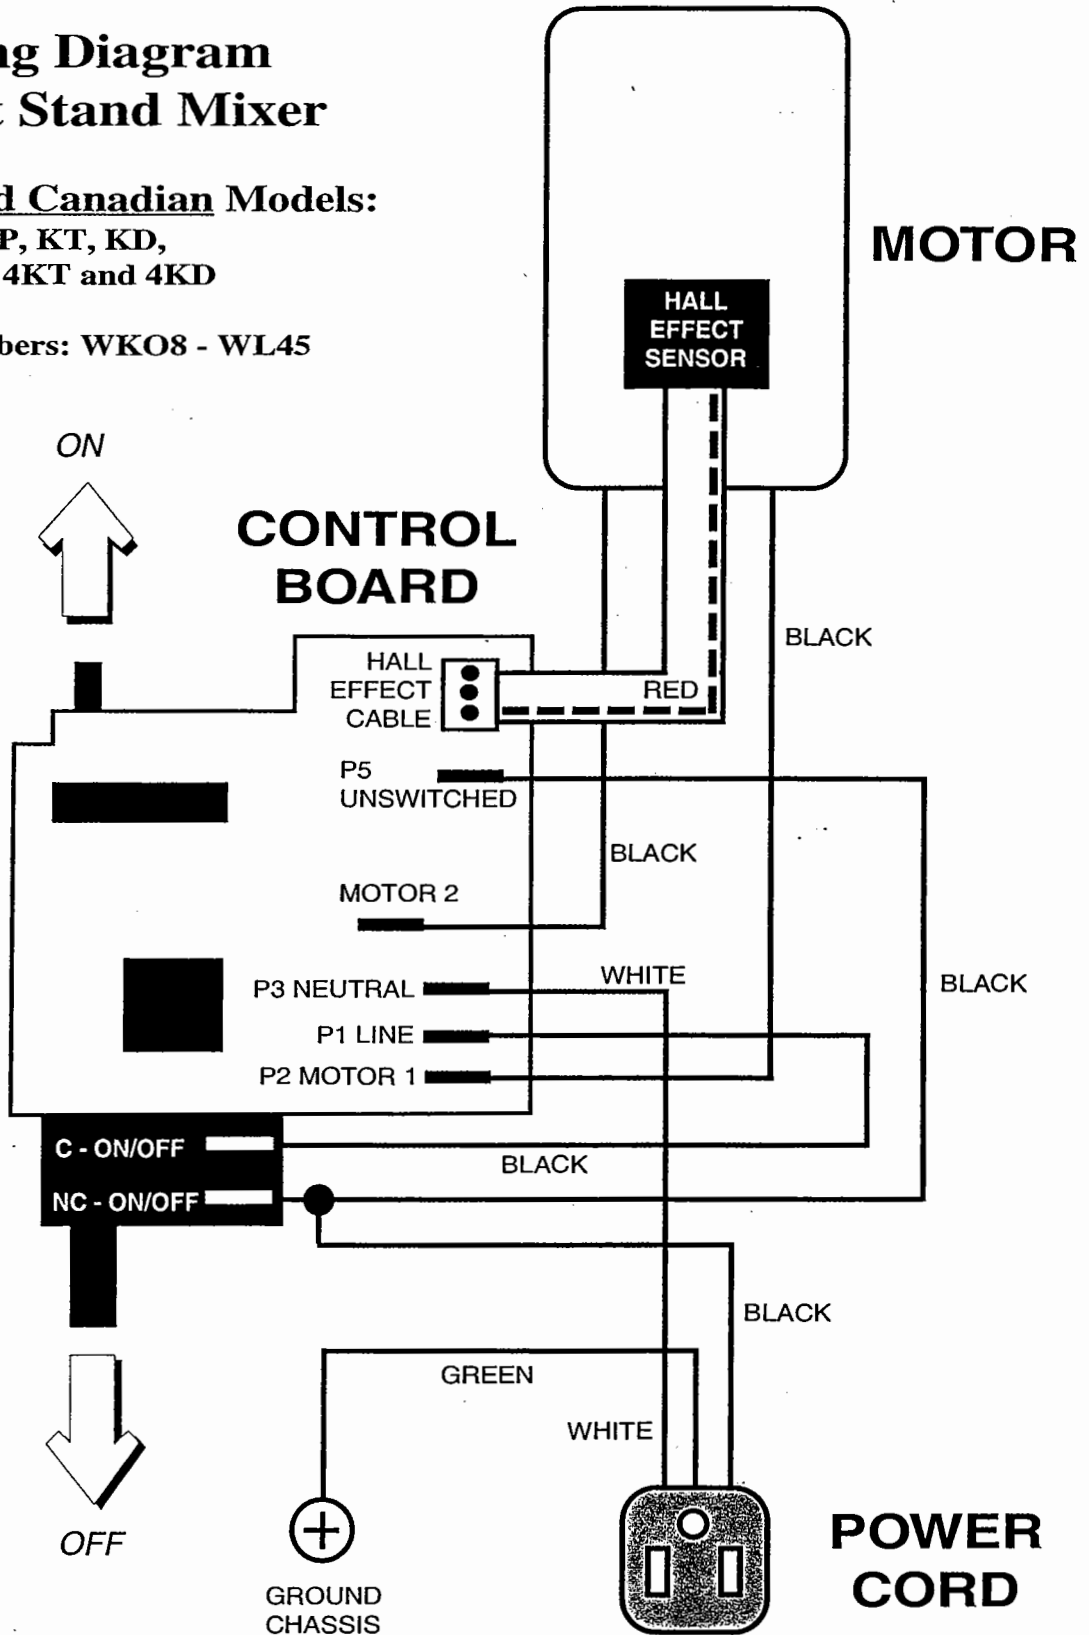 ng Diagram
t Stand Mixer
d Canadian Models:
P, KT, KD,
4KT and 4KD
bers: WKO8 - WL45
MOTOR
HALL
EFFECT
SENSOR
ON
CONTROL
BOARD
BLACK
HALL
EFFECT
CABLE
RED
P5
UNSWITCHED
BLACK
MOTOR 2
WHITE
P3 NEUTRAL
BLACK
P1 LINE
P2 MOTOR 1
C - ON/OFF
BLACK
NC - ON/OFF
BLACK
GREEN
WHITE
OFF
POWER
CORD
GROUND
CHASSIS